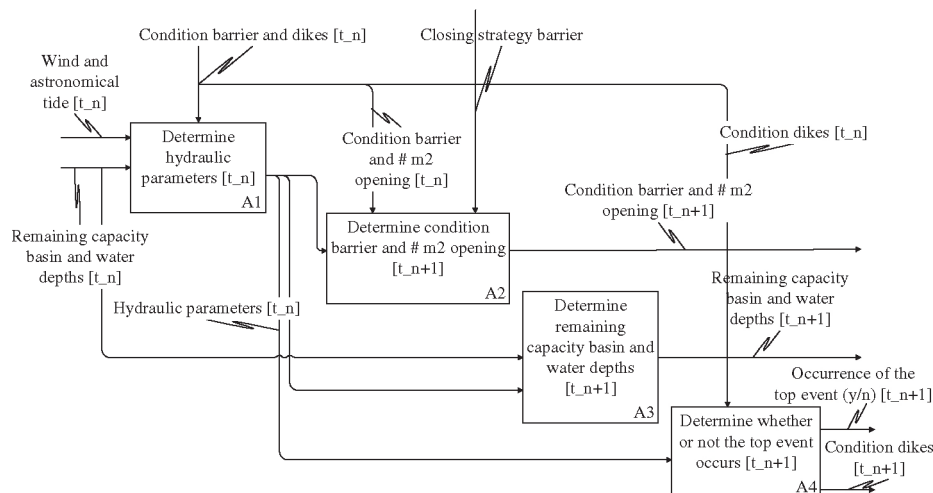 Condition barrier and dikes [t_n]
Closing strategy barrier
Wind and
astronomical
tide [t_n]
Determine
hydraulic
parameters [t_n]
A1
Condition barrier
and # m2
opening [t_n]
Condition dikes [t_n]
Condition barrier and # m2
opening [t_n+1]
Remaining capacity
basin and water
depths [t_n]
Determine condition
barrier and # m2 opening
[t_n+1]
A2
Hydraulic parameters [t_n]
Determine
remaining
capacity basin and
water depths
[t_n+1]
A3
Remaining capacity
basin and water
depths [t_n+1]
Occurrence of the
top event (y/n) [t_n+1]
Determine whether
or not the top event
occurs [t_n+1]
A4
Condition dikes
[t_n+1]